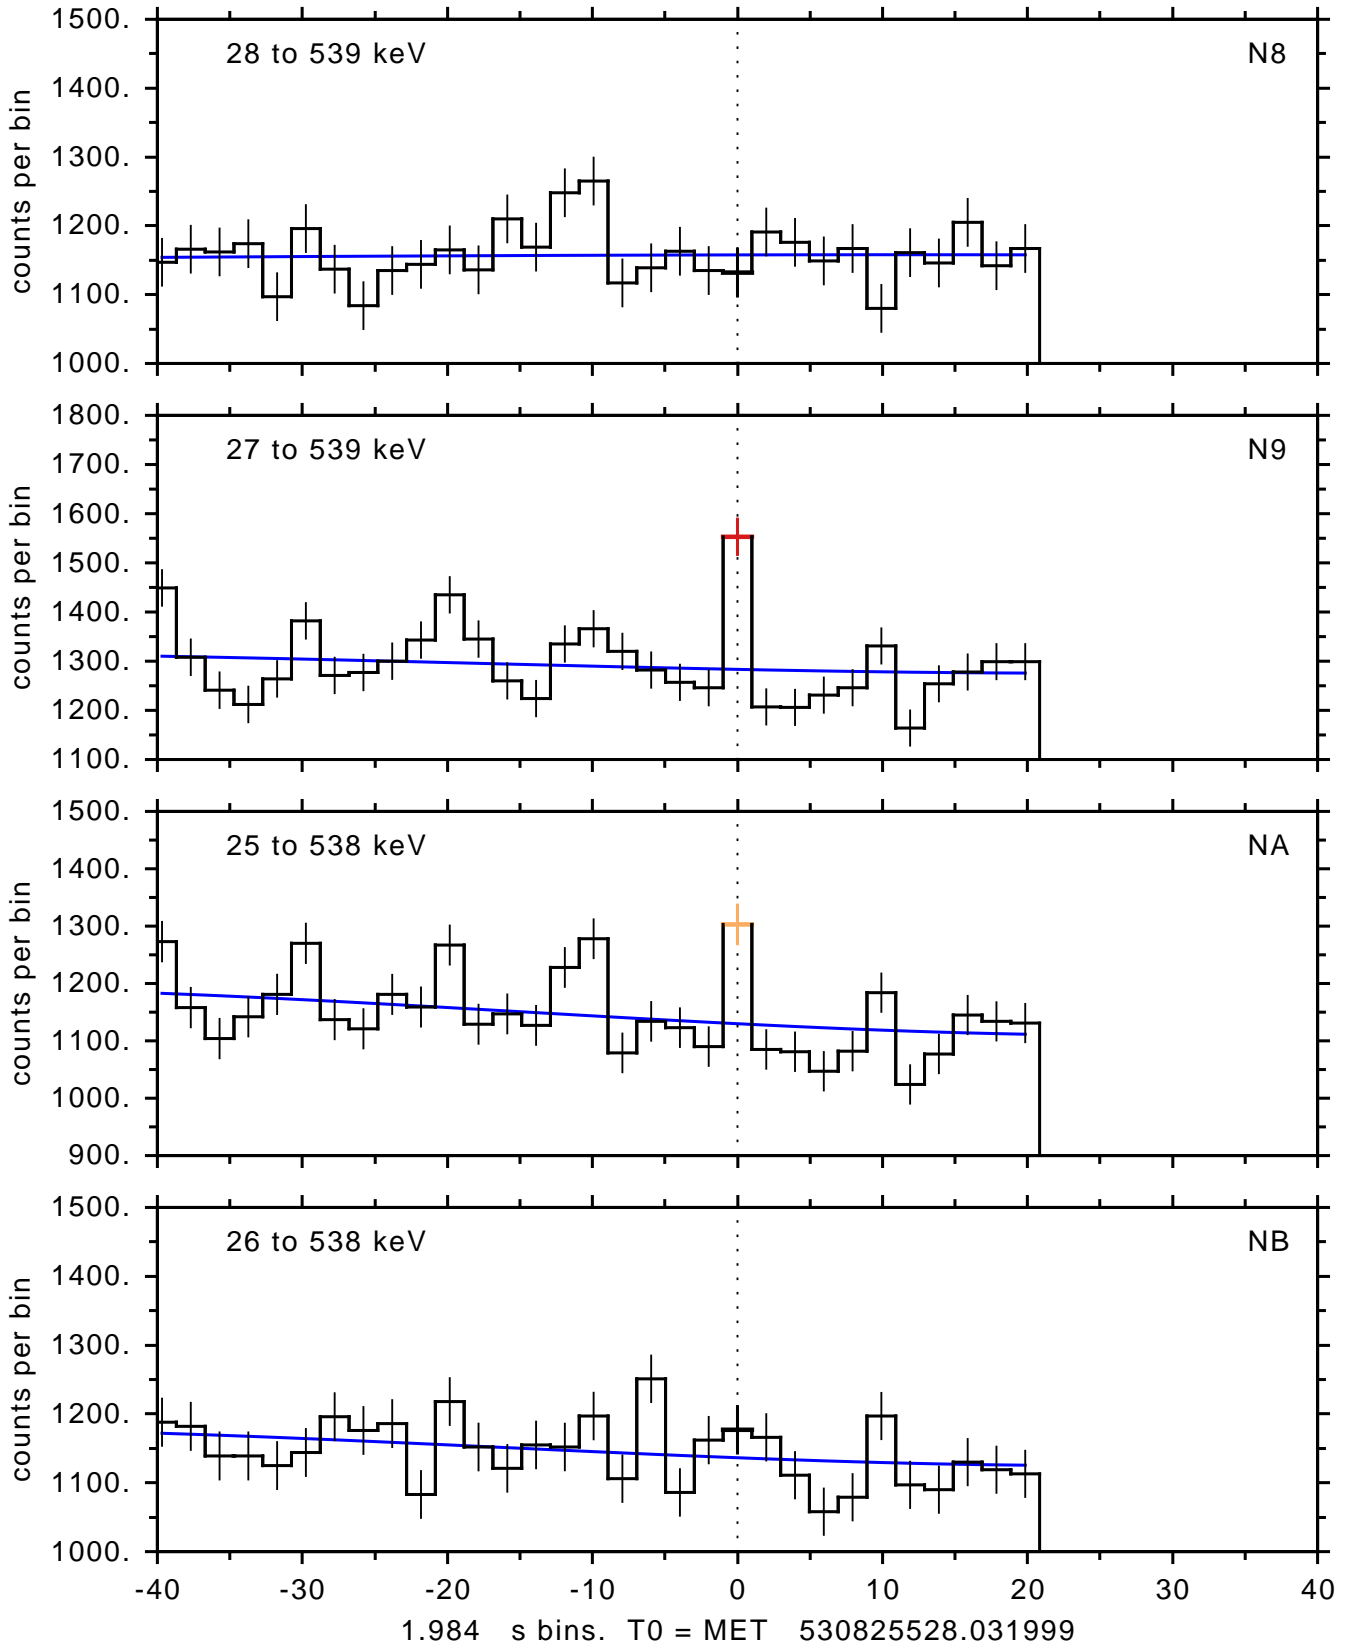 1500.
28 to 539 keV N8
1400.
1300.
1200.
1100.
1000.
counts per bin
1800.
27 to 539 keV N9
1700.
1600.
1500.
1400.
1300.
1200.
1100.
counts per bin
1500.
25 to 538 keV NA
1400.
1300.
1200.
1100.
1000.
900.
counts per bin
1500.
26 to 538 keV NB
1400.
1300.
1200.
1100.
1000.
counts per bin
-40 -30 -20 -10 0 10 20 30 40
1.984 s bins. T0 = MET 530825528.031999